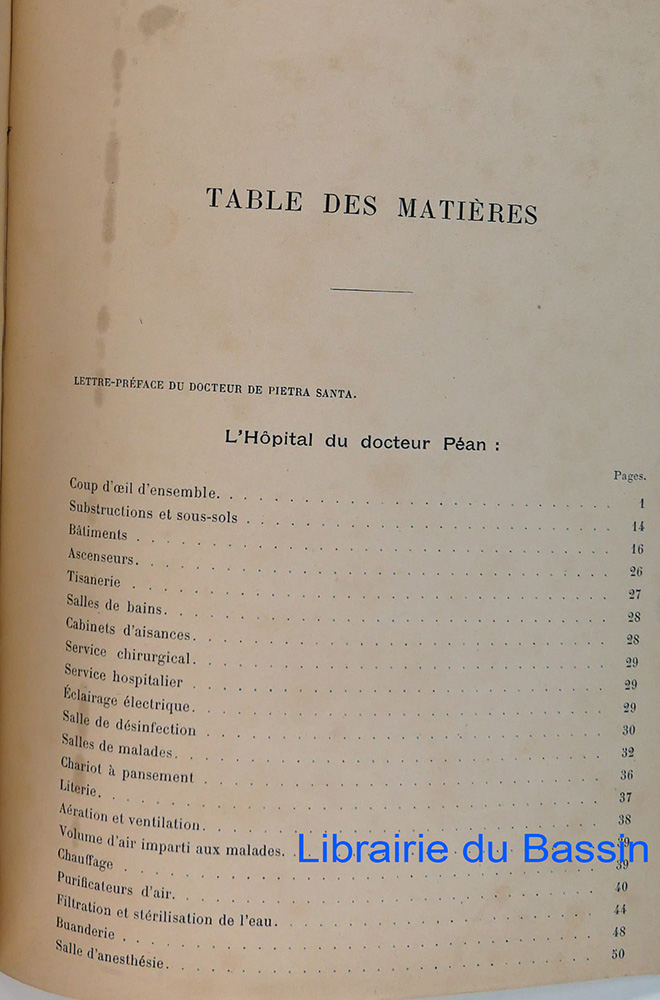 TABLE DES MATIÈRES
LETTRE-PRÉFACE DU DOCTEUR DE PIETRA SANTA.
L'Hôpital du docteur Péan :
Pages.
Coup d'œil d'ensemble. 1
Substructions et sous-sols 14
Bâtiments 16
Ascenseurs. 26
Tisanerie 27
Salles de bains. 28
Cabinets d'aisances. 28
Service chirurgical. 29
Service hospitalier 29
Éclairage électrique. 29
Salle de désinfection 30
Salles de malades. 32
Chariot à pansement 36
Literie. 37
Aération et ventilation. 38
Volume d'air imparti aux malades. 39
Chauffage 39
Purificateurs d'air. 40
Filtration et stérilisation de l'eau. 44
Buanderie 48
Salle d'anesthésie. 50
Librairie du Bassin